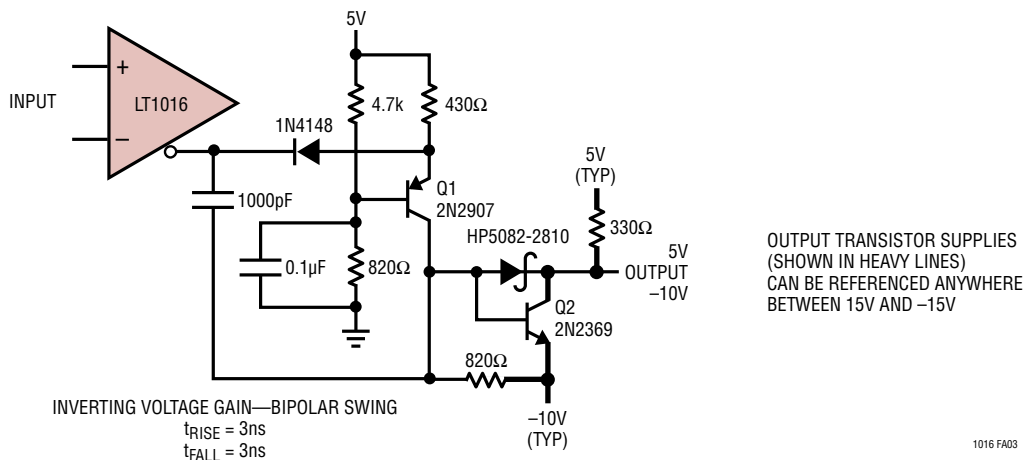 5V
+
INPUT
LT1016
–
4.7k
430Ω
1N4148
1000pF
Q1
2N2907
5V
(TYP)
330Ω
HP5082-2810
0.1µF
820Ω
5V
OUTPUT
–10V
Q2
2N2369
820Ω
–10V
(TYP)
OUTPUT TRANSISTOR SUPPLIES
(SHOWN IN HEAVY LINES)
CAN BE REFERENCED ANYWHERE
BETWEEN 15V AND –15V
INVERTING VOLTAGE GAIN—BIPOLAR SWING
tRISE = 3ns
tFALL = 3ns
1016 FA03